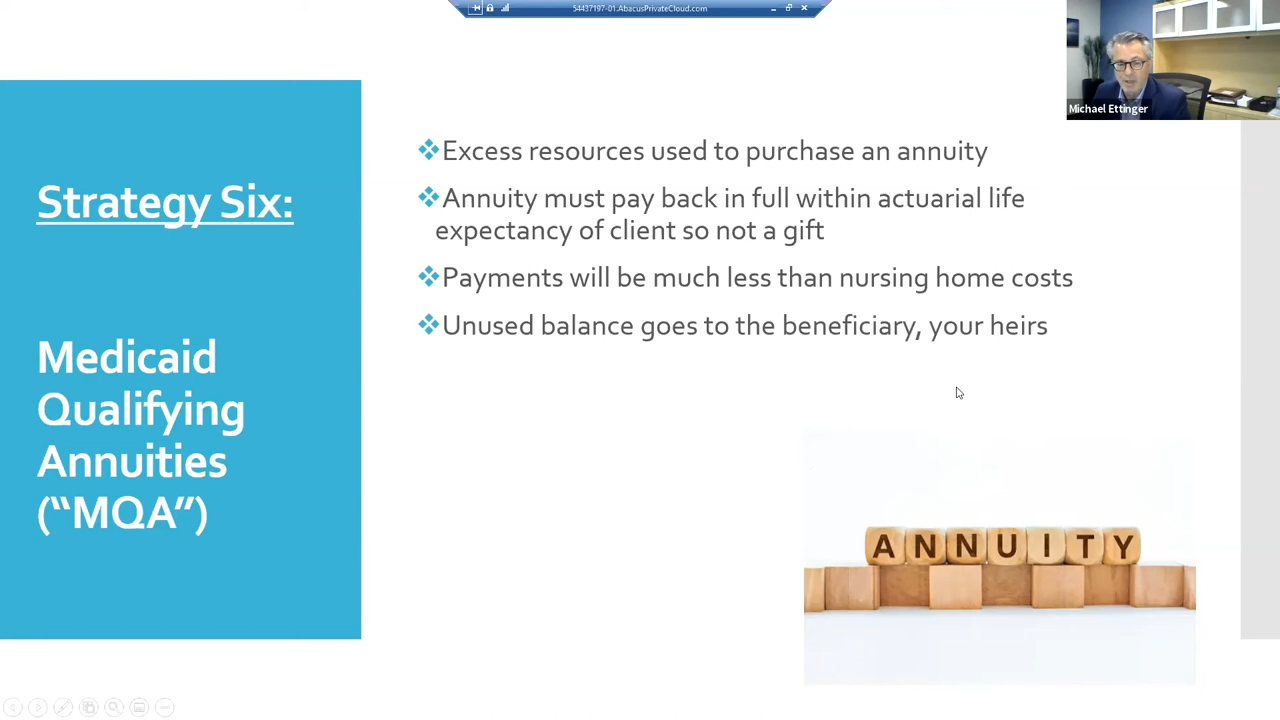 54437197-01.AbacusPrivateCloud.com
Michael Ettinger
Strategy Six:
Medicaid
Qualifying
Annuities
(“MQA”)
Excess resources used to purchase an annuity
Annuity must pay back in full within actuarial life
expectancy of client so not a gift
Payments will be much less than nursing home costs
Unused balance goes to the beneficiary, your heirs
ANNUITY